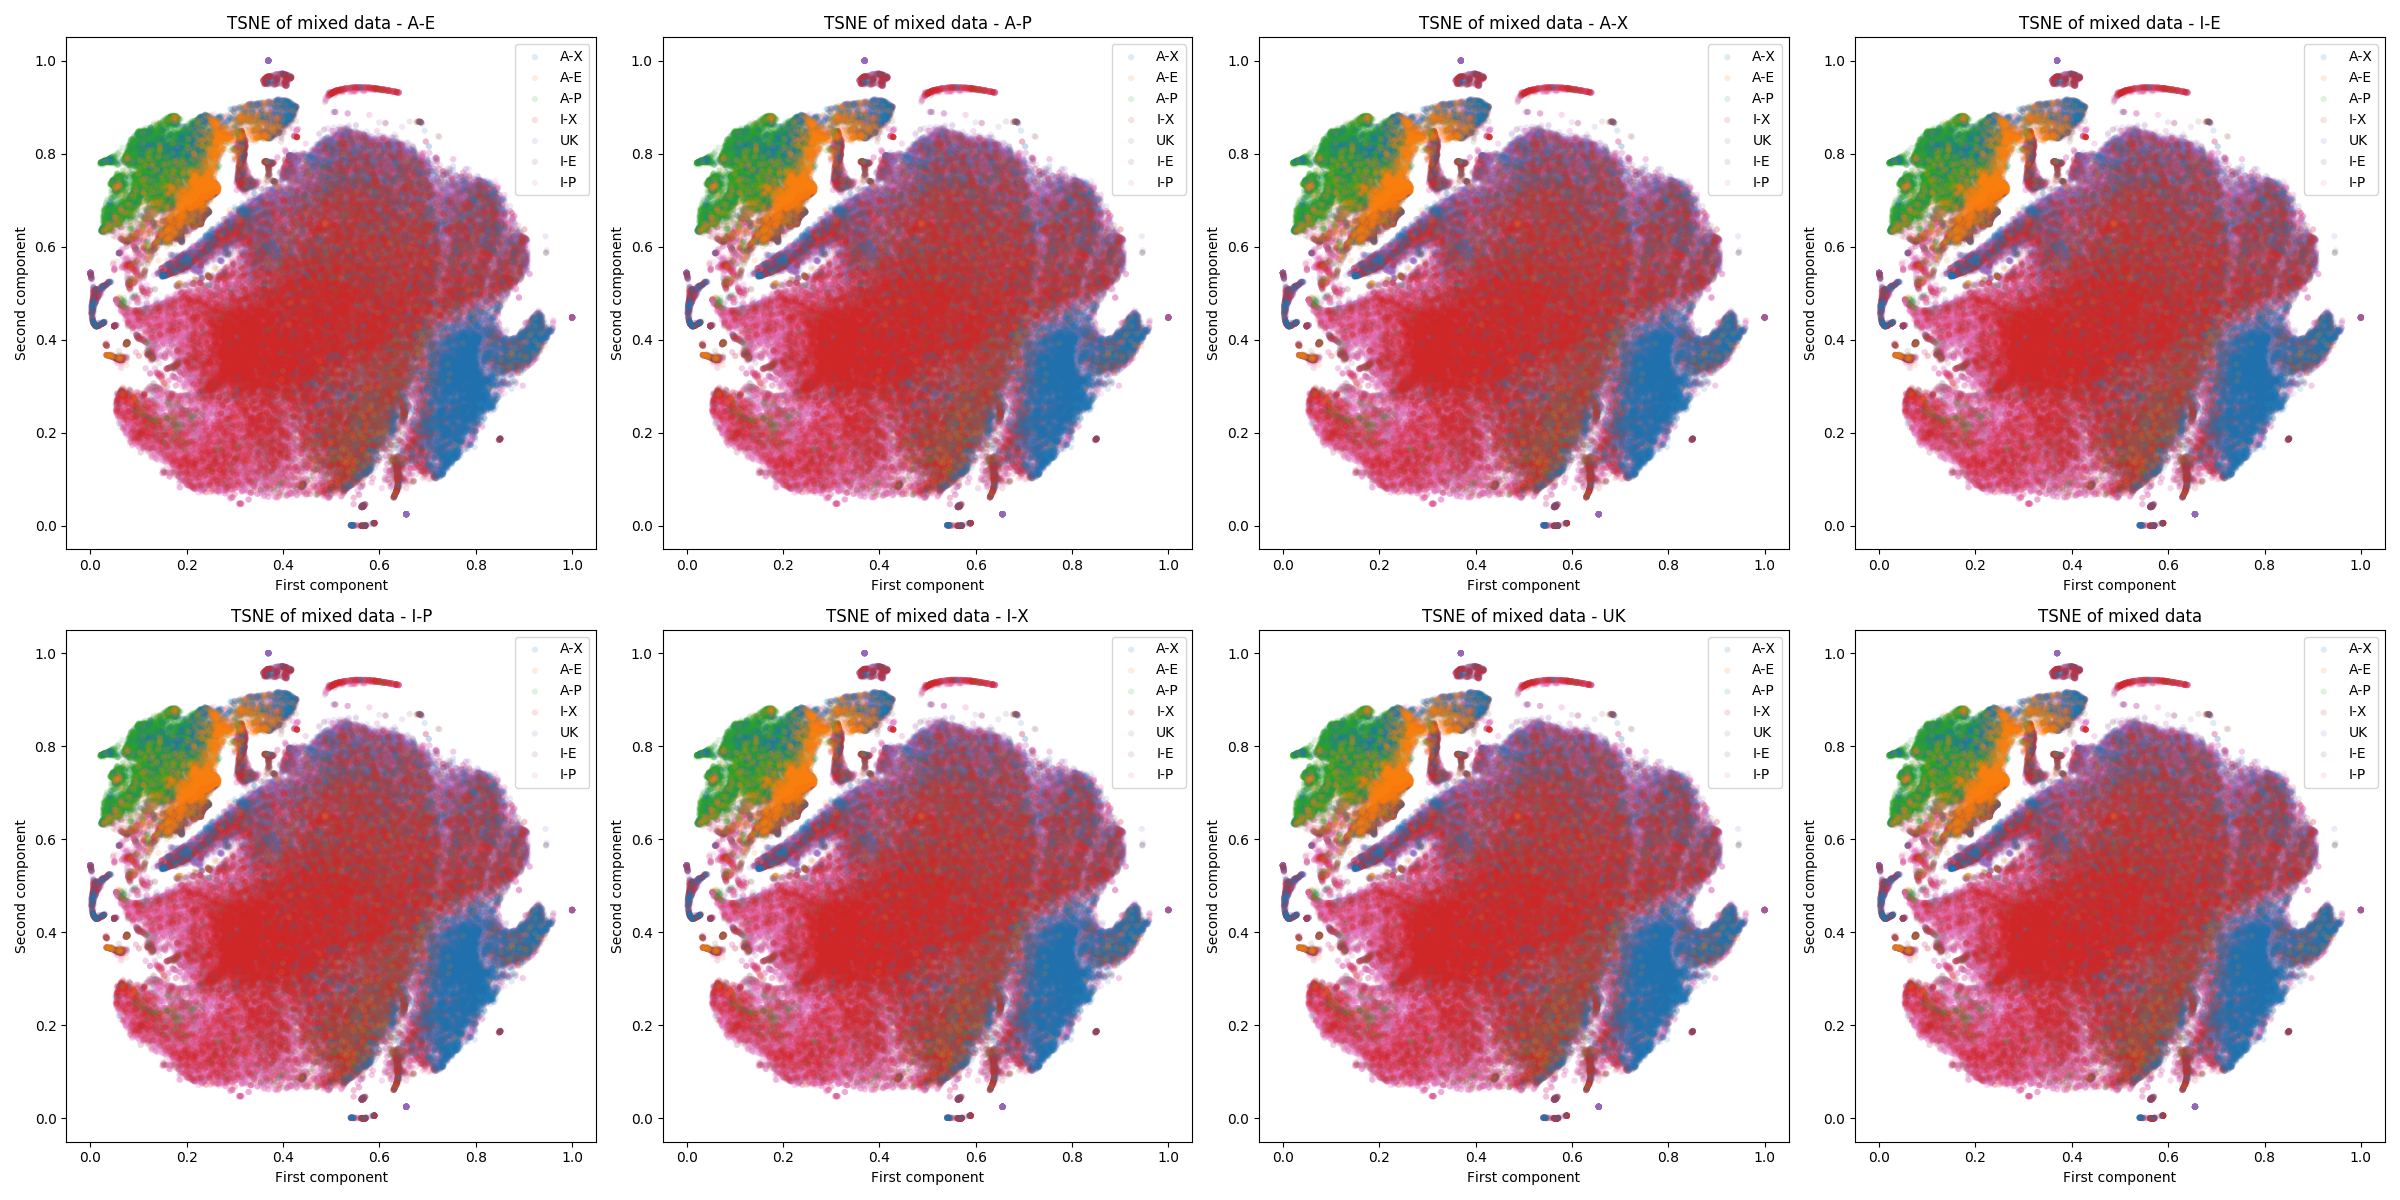 TSNE of mixed data - A-E
Second component
1.0
0.8
0.6
0.4
0.2
0.0
A-X
A-E
A-P
I-X
UK
I-E
I-P
0.0 0.2 0.4 0.6 0.8 1.0
First component
TSNE of mixed data - A-P
Second component
1.0
0.8
0.6
0.4
0.2
0.0
A-X
A-E
A-P
I-X
UK
I-E
I-P
0.0 0.2 0.4 0.6 0.8 1.0
First component
TSNE of mixed data - A-X
Second component
1.0
0.8
0.6
0.4
0.2
0.0
A-X
A-E
A-P
I-X
UK
I-E
I-P
0.0 0.2 0.4 0.6 0.8 1.0
First component
TSNE of mixed data - I-E
Second component
1.0
0.8
0.6
0.4
0.2
0.0
A-X
A-E
A-P
I-X
UK
I-E
I-P
0.0 0.2 0.4 0.6 0.8 1.0
First component
TSNE of mixed data - I-P
Second component
1.0
0.8
0.6
0.4
0.2
0.0
A-X
A-E
A-P
I-X
UK
I-E
I-P
0.0 0.2 0.4 0.6 0.8 1.0
First component
TSNE of mixed data - I-X
Second component
1.0
0.8
0.6
0.4
0.2
0.0
A-X
A-E
A-P
I-X
UK
I-E
I-P
0.0 0.2 0.4 0.6 0.8 1.0
First component
TSNE of mixed data - UK
Second component
1.0
0.8
0.6
0.4
0.2
0.0
A-X
A-E
A-P
I-X
UK
I-E
I-P
0.0 0.2 0.4 0.6 0.8 1.0
First component
TSNE of mixed data
Second component
1.0
0.8
0.6
0.4
0.2
0.0
A-X
A-E
A-P
I-X
UK
I-E
I-P
0.0 0.2 0.4 0.6 0.8 1.0
First component